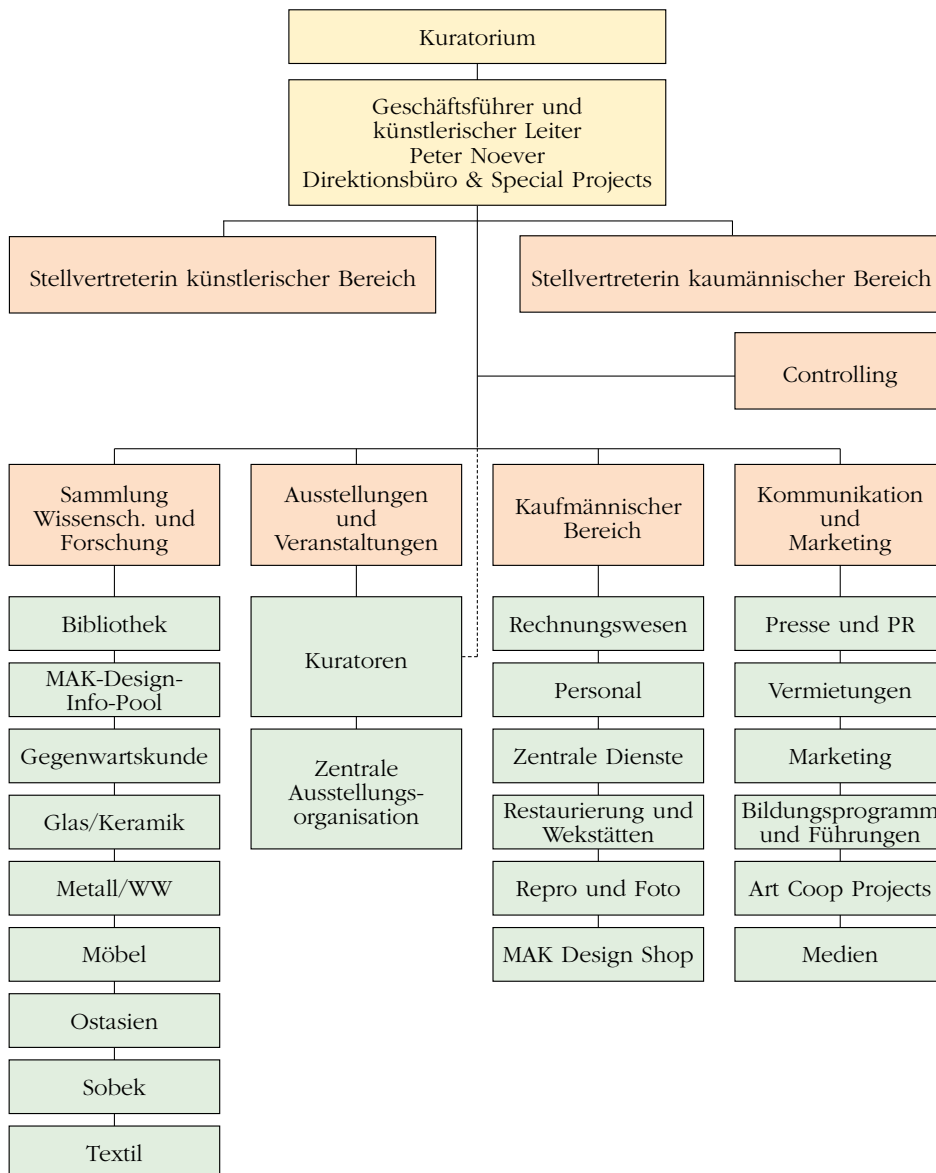 Kuratorium
Geschäftsführer und
künstlerischer Leiter
Peter Noever
Direktionsbüro & Special Projects
Stellvertreterin künstlerischer Bereich
Stellvertreterin kaumännischer Bereich
Controlling
Sammlung
Wissensch. und
Forschung
Ausstellungen
und
Veranstaltungen
Kaufmännischer
Bereich
Kommunikation
und
Marketing
Bibliothek
MAK-Design-
Info-Pool
Gegenwartskunde
Glas/Keramik
Metall/WW
Möbel
Ostasien
Sobek
Textil
Kuratoren
Zentrale
Ausstellungs-
organisation
Rechnungswesen
Personal
Zentrale Dienste
Restaurierung und
Wekstätten
Repro und Foto
MAK Design Shop
Presse und PR
Vermietungen
Marketing
Bildungsprogramm
und Führungen
Art Coop Projects
Medien